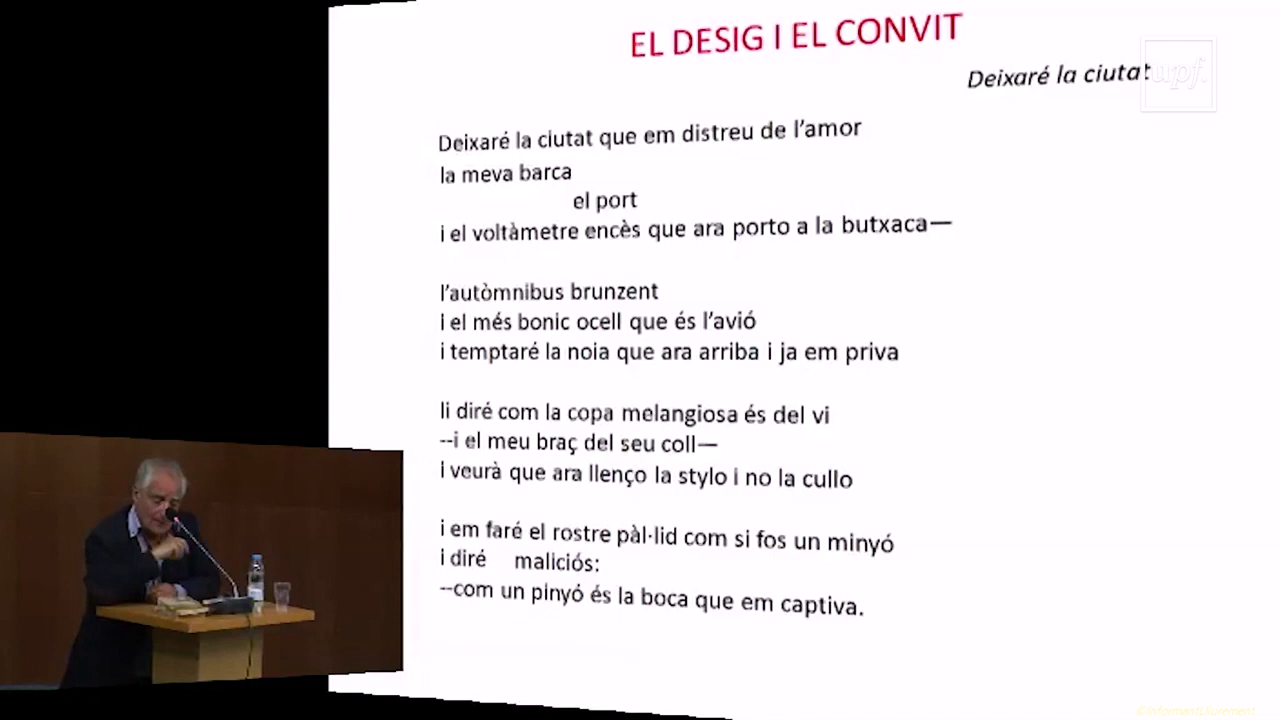 EL DESIG I EL CONVIT
Deixaré la ciutat
upf.
Deixaré la ciutat que em distreu de l'amor
la meva barca
el port
i el voltàmetre encès que ara porto a la butxaca—
l'autòmnibus brunzent
i el més bonic ocell que és l'avió
i temptaré la noia que ara arriba i ja em priva
li diré com la copa melangiosa és del vi
--i el meu braç del seu coll—
i veurà que ara llenço la stylo i no la cullo
i em faré el rostre pàl·lid com si fos un minyó
i diré maliciós:
--com un pinyó és la boca que em captiva.